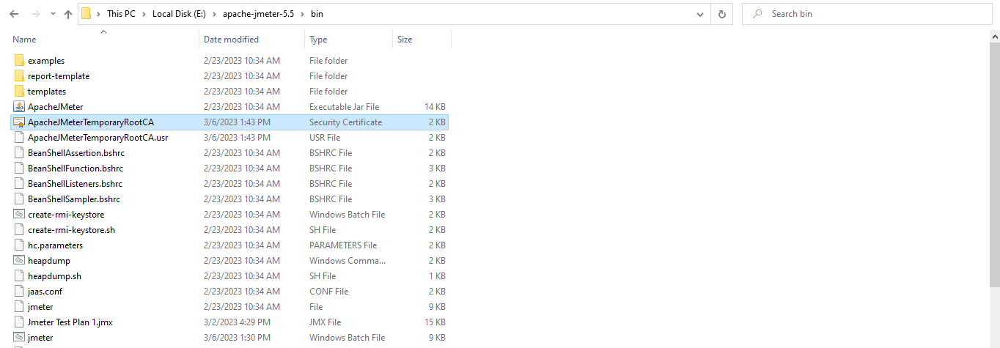 This PC > Local Disk (E:) > apache-jmeter-5.5 > bin Search bin
Name Date modified Type Size
examples 2/23/2023 10:34 AM File folder
report-template 2/23/2023 10:34 AM File folder
templates 2/23/2023 10:34 AM File folder
ApacheJMeter 2/23/2023 10:34 AM Executable Jar File 14 KB
ApacheJMeterTemporaryRootCA 3/6/2023 1:43 PM Security Certificate 2 KB
ApacheJMeterTemporaryRootCA.usr 3/6/2023 1:43 PM USR File 2 KB
BeanShellAssertion.bshrc 2/23/2023 10:34 AM BSHRC File 2 KB
BeanShellFunction.bshrc 2/23/2023 10:34 AM BSHRC File 3 KB
BeanShellListeners.bshrc 2/23/2023 10:34 AM BSHRC File 2 KB
BeanShellSampler.bshrc 2/23/2023 10:34 AM BSHRC File 3 KB
create-rmi-keystore 2/23/2023 10:34 AM Windows Batch File 2 KB
create-rmi-keystore.sh 2/23/2023 10:34 AM SH File 2 KB
hc.parameters 2/23/2023 10:34 AM PARAMETERS File 2 KB
heapdump 2/23/2023 10:34 AM Windows Comma... 2 KB
heapdump.sh 2/23/2023 10:34 AM SH File 1 KB
jaas.conf 2/23/2023 10:34 AM CONF File 2 KB
jmeter 2/23/2023 10:34 AM File 9 KB
Jmeter Test Plan 1.jmx 3/2/2023 4:29 PM JMX File 15 KB
jmeter 3/6/2023 1:30 PM Windows Batch File 9 KB